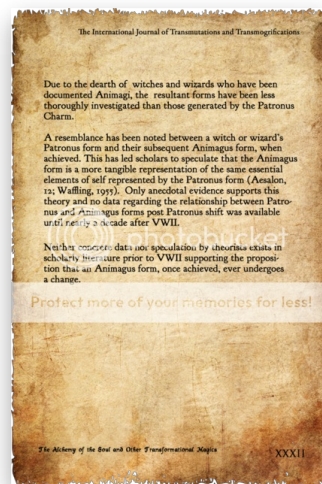 The International Journal of Transmutations and Transmogrifications
Due to the dearth of witches and wizards who have been
documented Animagi, the resultant forms have been less
thoroughly investigated than those generated by the Patronus
Charm.
A resemblance has been noted between a witch or wizard's
Patronus form and their subsequent Animagus form, when
achieved. This has led scholars to speculate that the Animagus
form is a more tangible representation of the same essential
elements of self represented by the Patronus form (Aesalon,
12; Waffling, 1955). Only anecdotal evidence supports this
theory and no data regarding the relationship between Patro-
nus and Animagus forms post Patronus shift was available
until nearly a decade after VWII.
photobucket
Neither concrete data nor speculation by theorists exists in
scholarly literature prior to VWII supporting the proposi-
tion that an Animagus form, once achieved, ever undergoes
a change.
Protect more of your memories for less!
The Alchemy of the Soul and Other Transformational Magics
XXXII